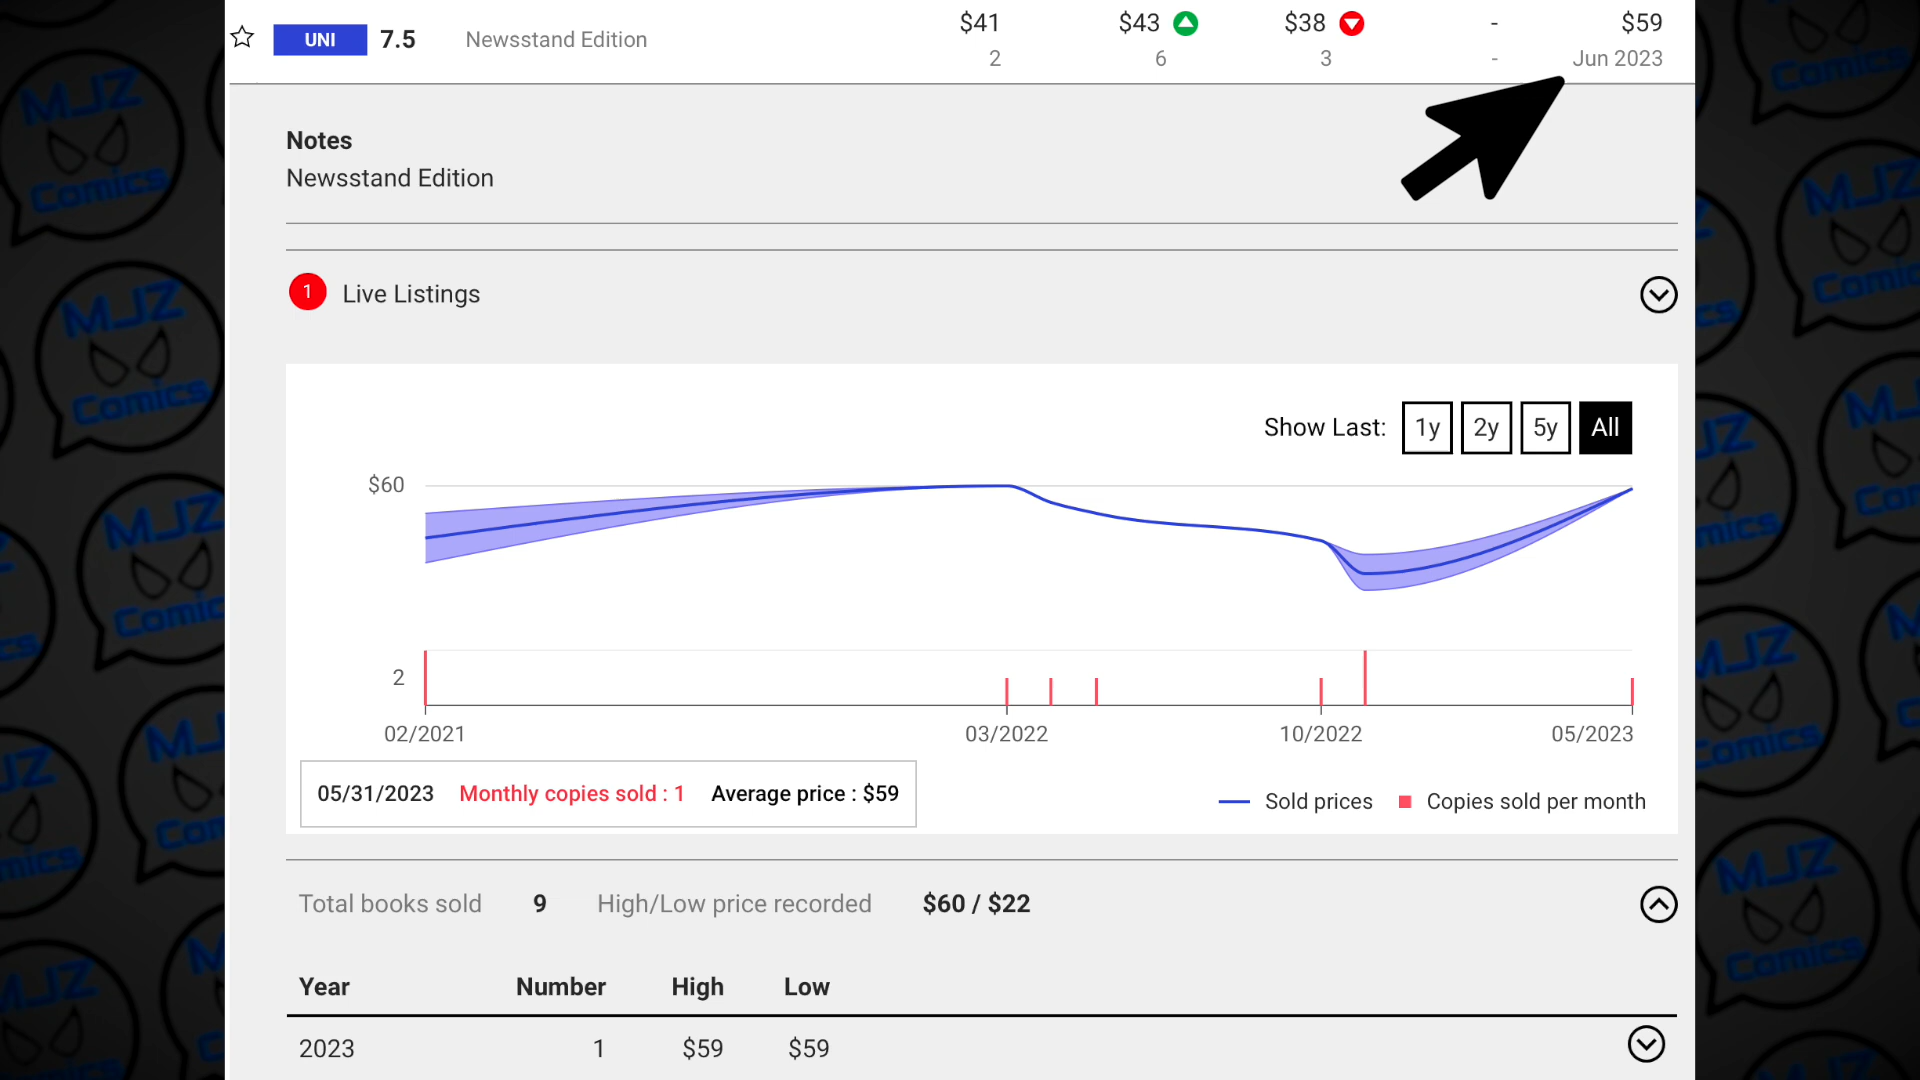 UNI 7.5 Newsstand Edition $41 $43 $38 - $59
2 6 3 - Jun 2023
Notes
Newsstand Edition
1 Live Listings
Show Last: 1y 2y 5y All
$60
2
02/2021 03/2022 10/2022 05/2023
05/31/2023 Monthly copies sold : 1 Average price : $59
Sold prices Copies sold per month
Total books sold 9 High/Low price recorded $60 / $22
Year Number High Low
2023 1 $59 $59
MJZ
Comics